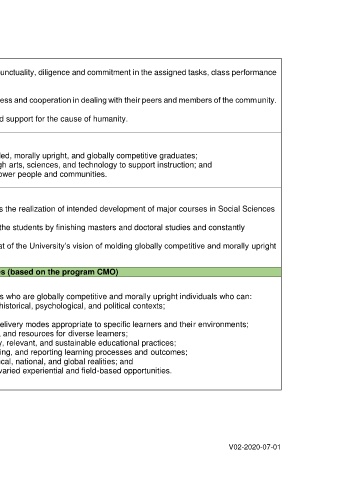 unctuality, diligence and commitment in the assigned tasks, class performance
ess and cooperation in dealing with their peers and members of the community.
d support for the cause of humanity.
led, morally upright, and globally competitive graduates;
gh arts, sciences, and technology to support instruction; and
ower people and communities.
s the realization of intended development of major courses in Social Sciences
the students by finishing masters and doctoral studies and constantly
st of the University's vision of molding globally competitive and morally upright
es (based on the program CMO)
s who are globally competitive and morally upright individuals who can:
historical, psychological, and political contexts;
elivery modes appropriate to specific learners and their environments;
, and resources for diverse learners;
y, relevant, and sustainable educational practices;
ing, and reporting learning processes and outcomes;
cal, national, and global realities; and
varied experiential and field-based opportunities.
V02-2020-07-01